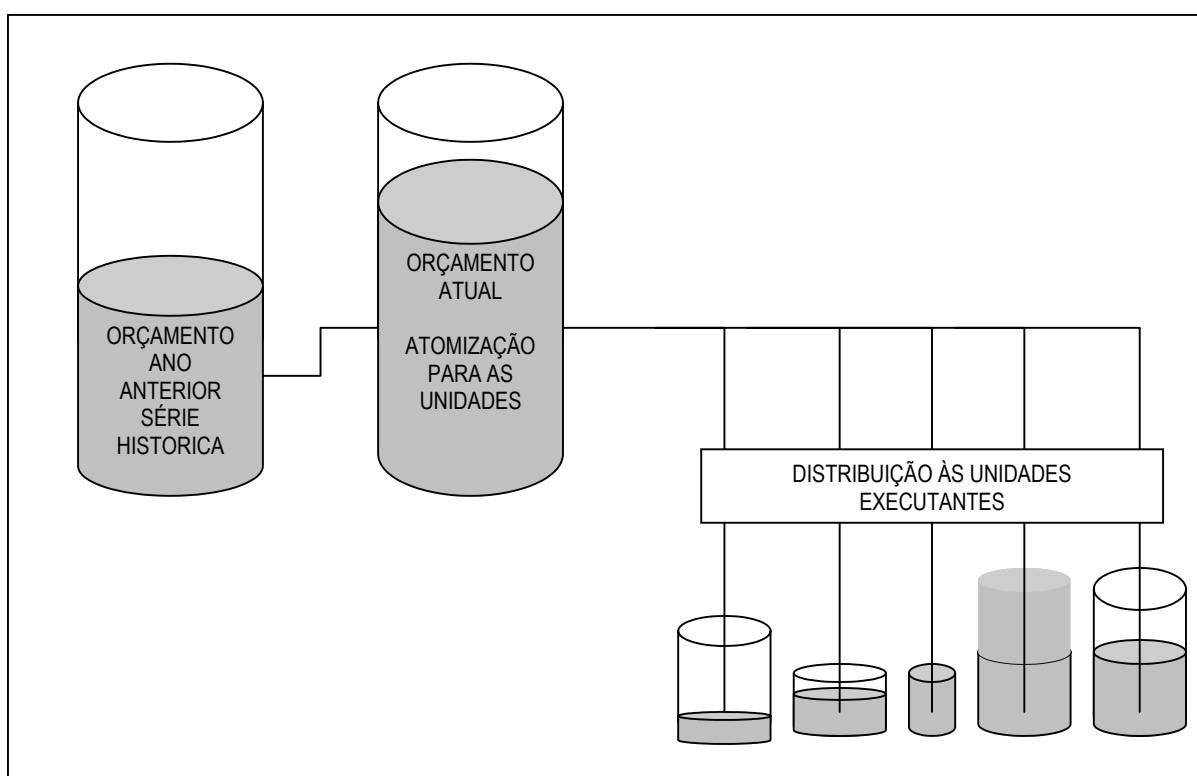 ORÇAMENTO
ANO
ANTERIOR
SÉRIE
HISTORICA
ORÇAMENTO
ATUAL
ATOMIZAÇÃO
PARA AS
UNIDADES
DISTRIBUIÇÃO ÀS UNIDADES
EXECUTANTES